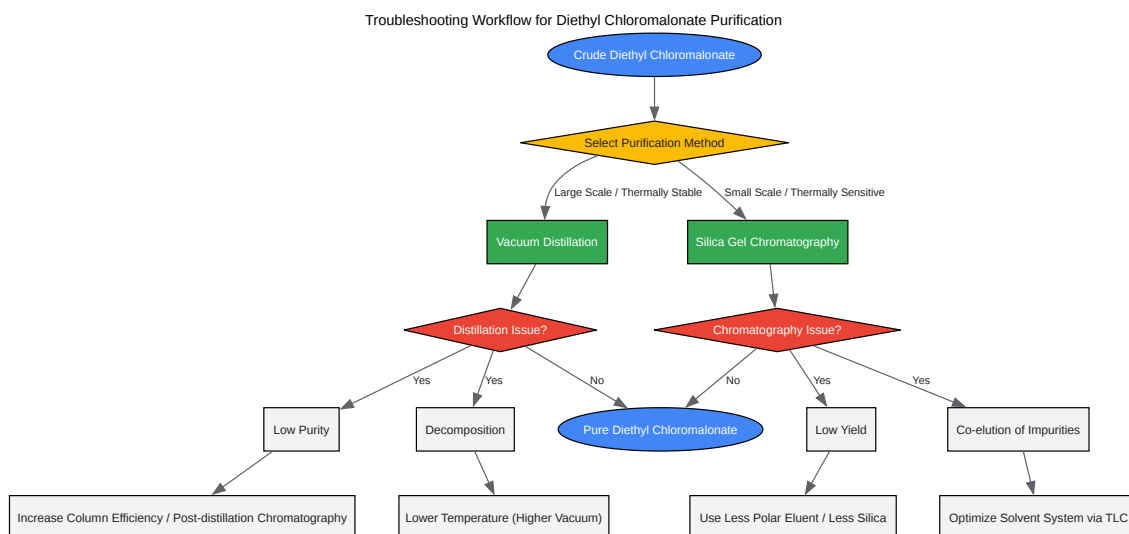 Troubleshooting Workflow for Diethyl Chloromalonate Purification
Crude Diethyl Chloromalonate
Select Purification Method
Large Scale / Thermally Stable
Small Scale / Thermally Sensitive
Vacuum Distillation
Silica Gel Chromatography
Distillation Issue?
Chromatography Issue?
Yes
Yes
No
No
Yes
Yes
Low Purity
Decomposition
Pure Diethyl Chloromalonate
Low Yield
Co-elution of Impurities
Increase Column Efficiency / Post-distillation Chromatography
Lower Temperature (Higher Vacuum)
Use Less Polar Eluent / Less Silica
Optimize Solvent System via TLC